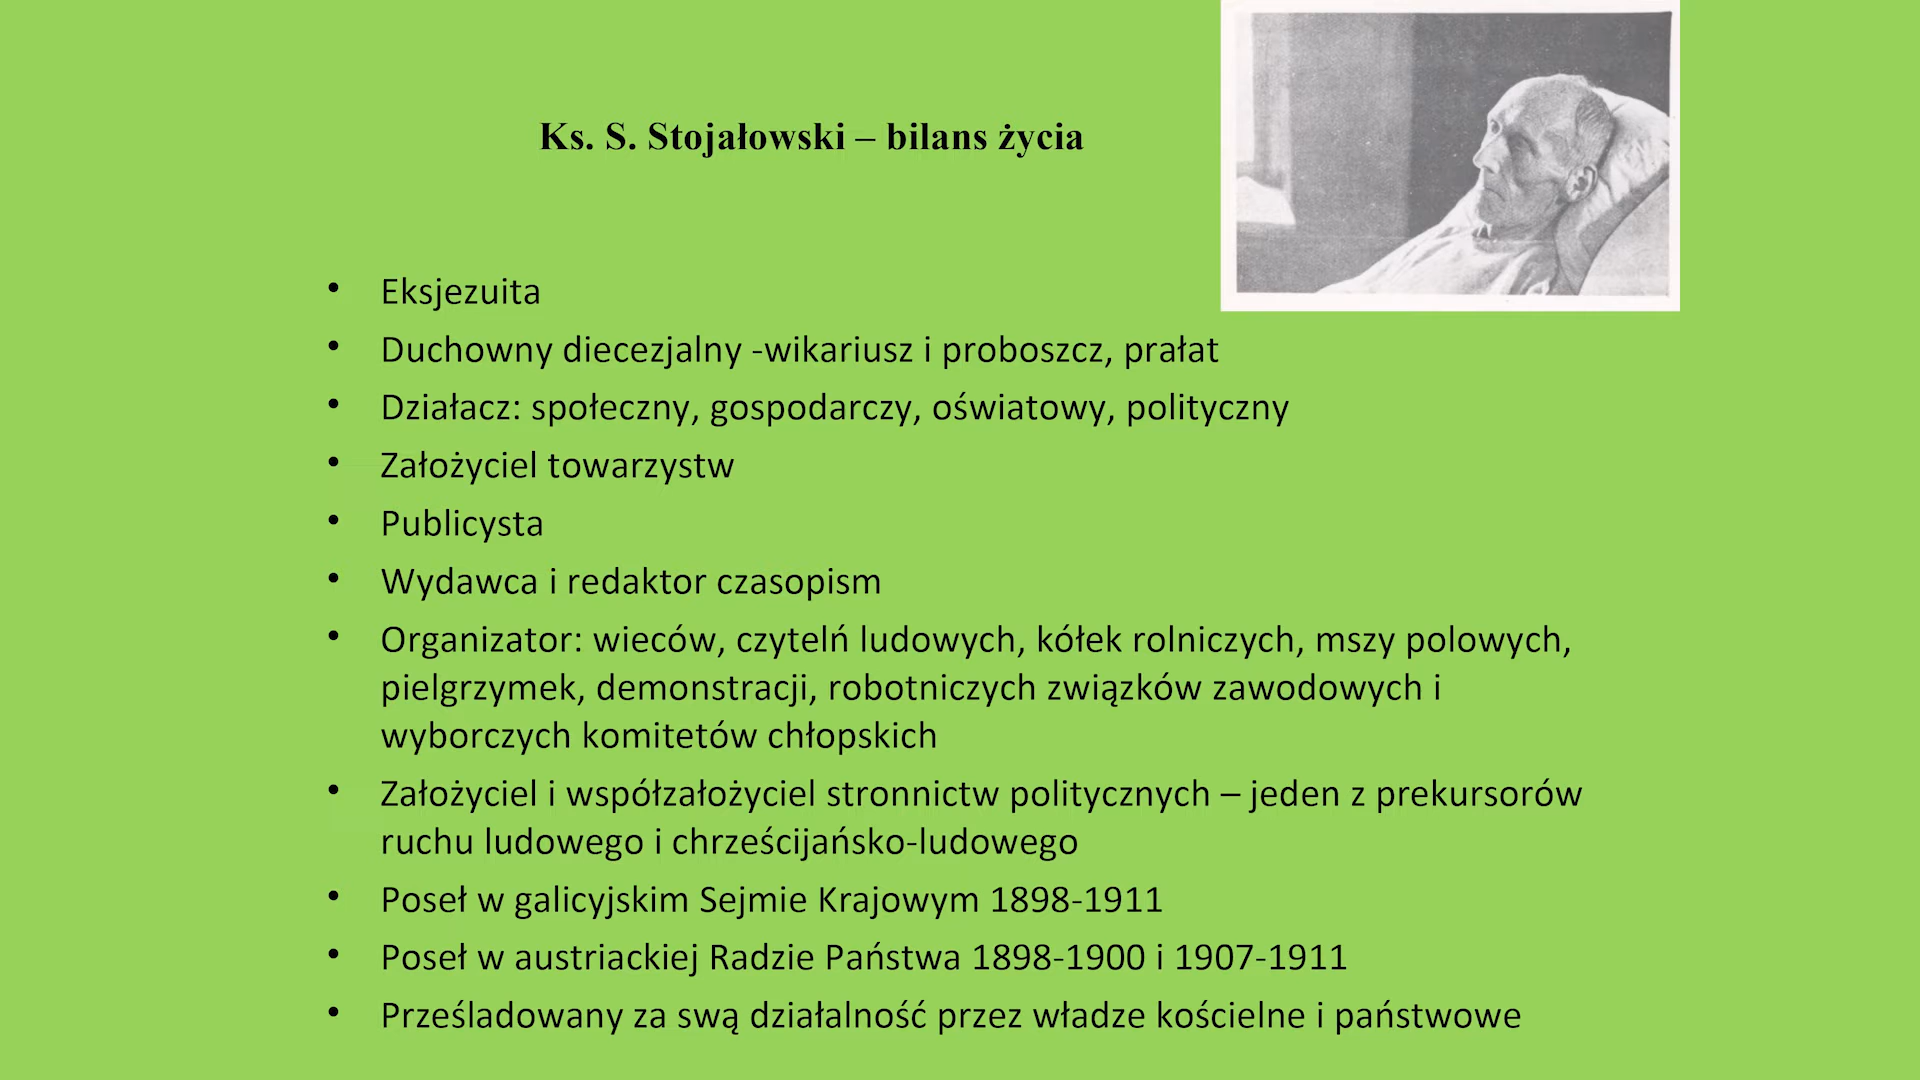 Ks. S. Stojałowski – bilans życia
• Eksjezuita
• Duchowny diecezjalny -wikariusz i proboszcz, prałat
• Działacz: społeczny, gospodarczy, oświatowy, polityczny
• Założyciel towarzystw
• Publicysta
• Wydawca i redaktor czasopism
• Organizator: wieców, czytelń ludowych, kółek rolniczych, mszy polowych,
pielgrzymek, demonstracji, robotniczych związków zawodowych i
wyborczych komitetów chłopskich
• Założyciel i współzałożyciel stronnictw politycznych – jeden z prekursorów
ruchu ludowego i chrześcijańsko-ludowego
• Poseł w galicyjskim Sejmie Krajowym 1898-1911
• Poseł w austriackiej Radzie Państwa 1898-1900 i 1907-1911
• Prześladowany za swą działalność przez władze kościelne i państwowe